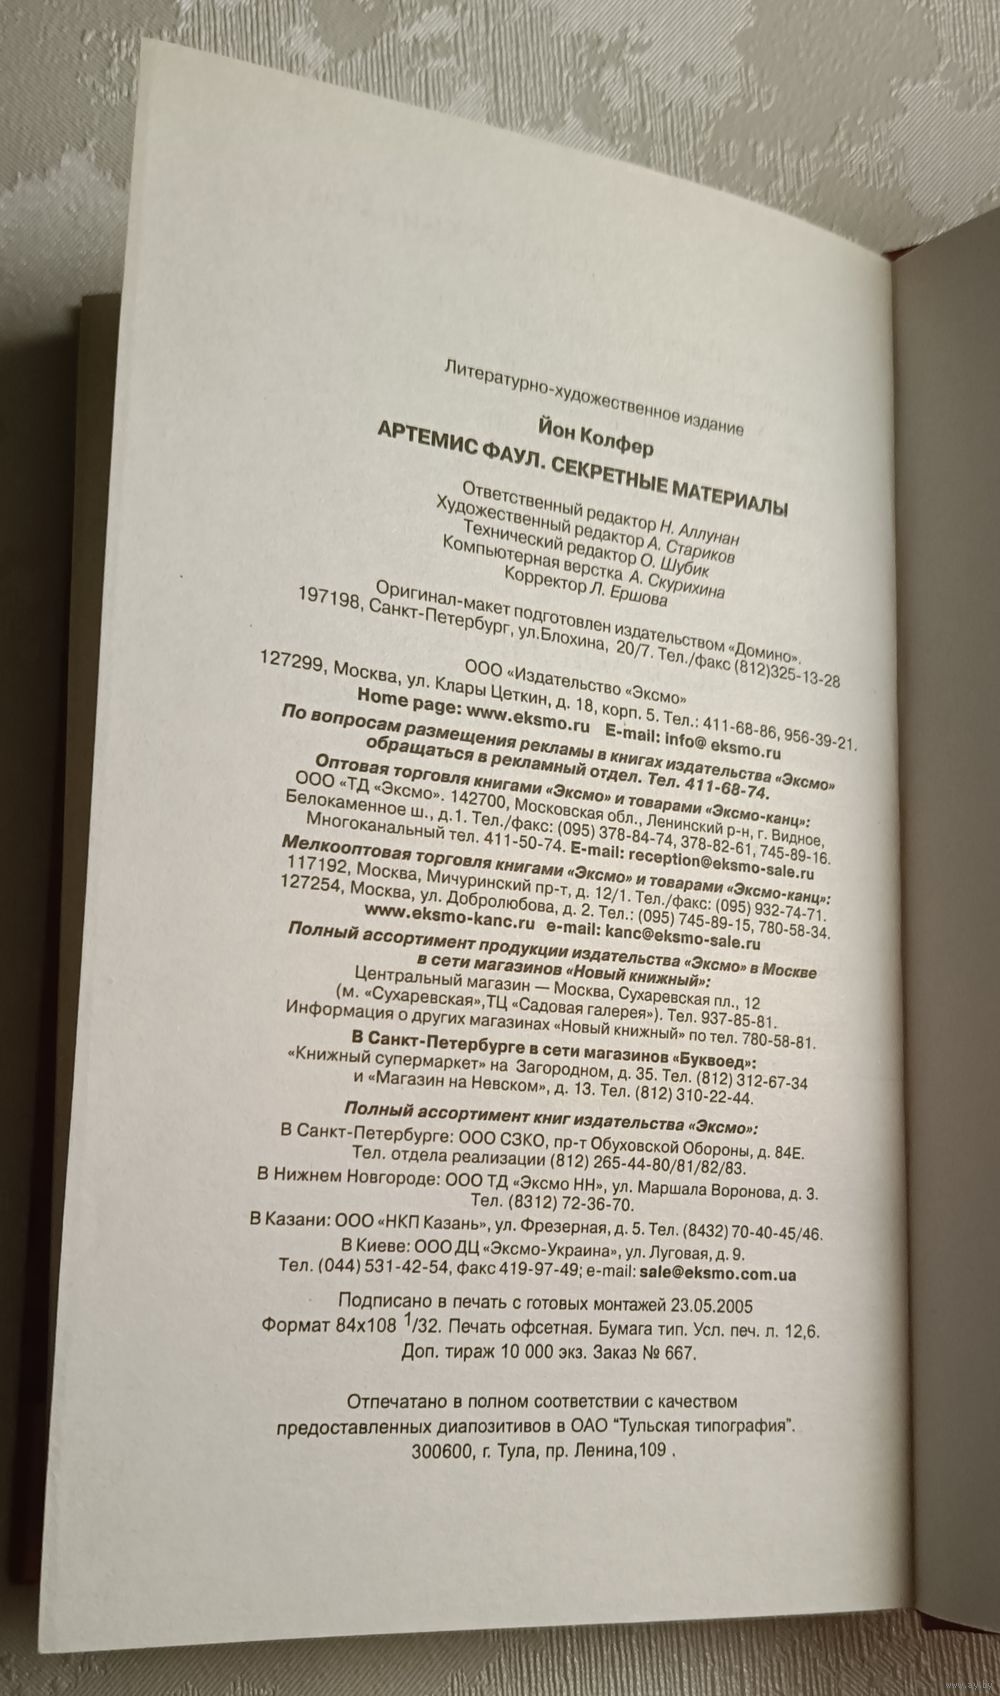 Литературно-художественное издание
Йон Колфер
АРТЕМИС ФАУЛ. СЕКРЕТНЫЕ МАТЕРИАЛЫ
Ответственный редактор Н. Аллунан
Художественный редактор А. Стариков
Технический редактор О. Шубик
Компьютерная верстка А. Скурихина
Корректор Л. Ершова
Оригинал-макет подготовлен издательством «Домино».
197198, Санкт-Петербург, ул.Блохина, 20/7. Тел./факс (812)325-13-28
ООО «Издательство «Эксмо»
127299, Москва, ул. Клары Цеткин, д. 18, корп. 5. Тел.: 411-68-86, 956-39-21.
Home page: www.eksmo.ru E-mail: info@ eksmo.ru
По вопросам размещения рекламы в книгах издательства «Эксмо»
обращаться в рекламный отдел. Тел. 411-68-74.
Оптовая торговля книгами «Эксмо» и товарами «Эксмо-канц»:
ООО «ТД «Эксмо». 142700, Московская обл., Ленинский р-н, г. Видное,
Белокаменное ш., д.1. Тел./факс: (095) 378-84-74, 378-82-61, 745-89-16.
Многоканальный тел. 411-50-74. E-mail: reception@eksmo-sale.ru
Мелкооптовая торговля книгами «Эксмо» и товарами «Эксмо-канц»:
117192, Москва, Мичуринский пр-т, д. 12/1. Тел./факс: (095) 932-74-71.
127254, Москва, ул. Добролюбова, д. 2. Тел.: (095) 745-89-15, 780-58-34.
www.eksmo-kanc.ru e-mail: kanc@eksmo-sale.ru
Полный ассортимент продукции издательства «Эксмо» в Москве
в сети магазинов «Новый книжный»:
Центральный магазин — Москва, Сухаревская пл., 12
(м. «Сухаревская»,ТЦ «Садовая галерея»). Тел. 937-85-81.
Информация о других магазинах «Новый книжный» по тел. 780-58-81.
В Санкт-Петербурге в сети магазинов «Буквоед»:
«Книжный супермаркет» на Загородном, д. 35. Тел. (812) 312-67-34
и «Магазин на Невском», д. 13. Тел. (812) 310-22-44.
Полный ассортимент книг издательства «Эксмо»:
В Санкт-Петербурге: ООО СЗКО, пр-т Обуховской Обороны, д. 84Е.
Тел. отдела реализации (812) 265-44-80/81/82/83.
В Нижнем Новгороде: ООО ТД «Эксмо НН», ул. Маршала Воронова, д. 3.
Тел. (8312) 72-36-70.
В Казани: ООО «НКП Казань», ул. Фрезерная, д. 5. Тел. (8432) 70-40-45/46.
В Киеве: ООО ДЦ «Эксмо-Украина», ул. Луговая, д. 9.
Тел. (044) 531-42-54, факс 419-97-49; e-mail: sale@eksmo.com.ua
Подписано в печать с готовых монтажей 23.05.2005
Формат 84x108 1/32. Печать офсетная. Бумага тип. Усл. печ. л. 12,6.
Доп. тираж 10 000 экз. Заказ № 667.
Отпечатано в полном соответствии с качеством
предоставленных диапозитивов в ОАО "Тульская типография".
300600, г. Тула, пр. Ленина,109 .
www.ay.by